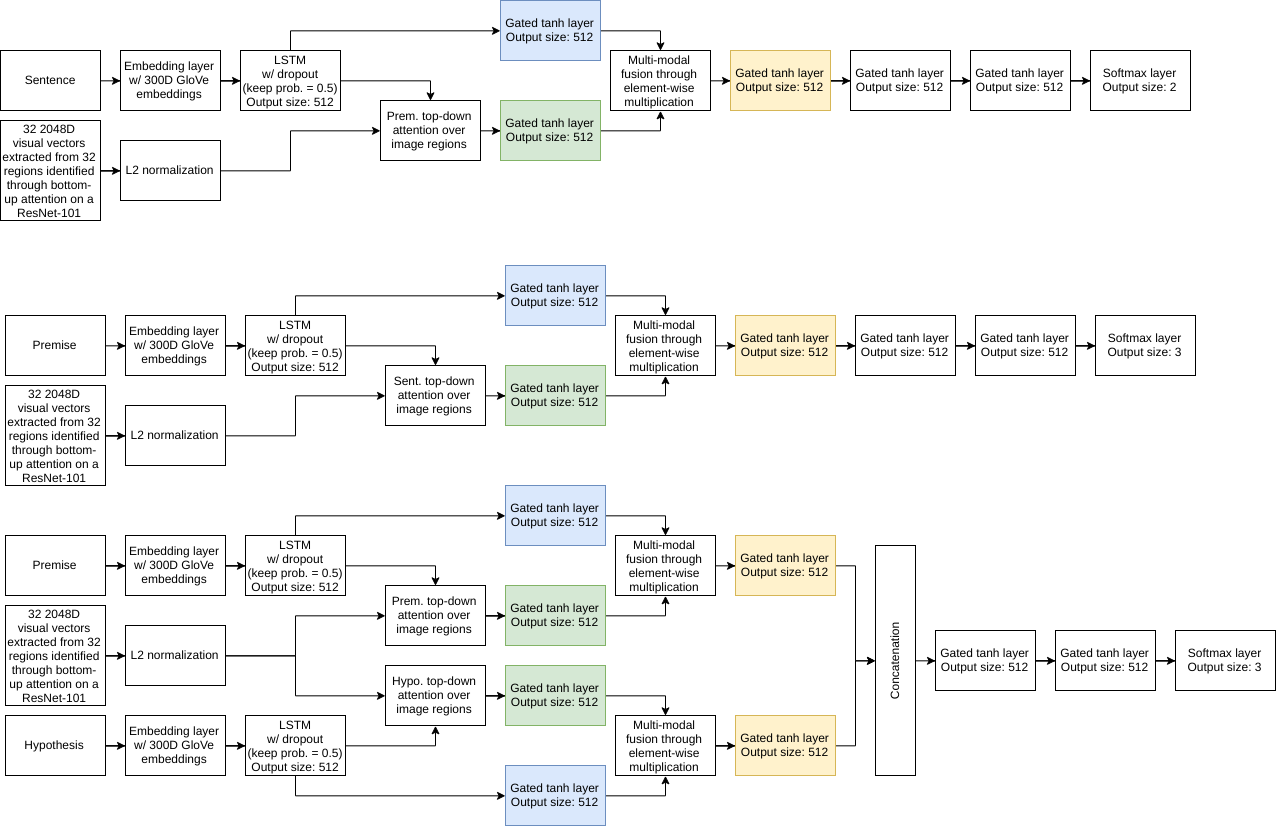 Sentence
Embedding layer
w/ 300D GloVe
embeddings
LSTM
w/ dropout
(keep prob. = 0.5)
Output size: 512
Gated tanh layer
Output size: 512
Prem. top-down
attention over
image regions
Gated tanh layer
Output size: 512
Multi-modal
fusion through
element-wise
multiplication
Gated tanh layer
Output size: 512
Gated tanh layer
Output size: 512
Gated tanh layer
Output size: 512
Softmax layer
Output size: 2
32 2048D
visual vectors
extracted from 32
regions identified
through bottom-
up attention on a
ResNet-101
L2 normalization
Premise
Embedding layer
w/ 300D GloVe
embeddings
LSTM
w/ dropout
(keep prob. = 0.5)
Output size: 512
Gated tanh layer
Output size: 512
Sent. top-down
attention over
image regions
Gated tanh layer
Output size: 512
Multi-modal
fusion through
element-wise
multiplication
Gated tanh layer
Output size: 512
Gated tanh layer
Output size: 512
Gated tanh layer
Output size: 512
Softmax layer
Output size: 3
32 2048D
visual vectors
extracted from 32
regions identified
through bottom-
up attention on a
ResNet-101
L2 normalization
Premise
Embedding layer
w/ 300D GloVe
embeddings
LSTM
w/ dropout
(keep prob. = 0.5)
Output size: 512
Gated tanh layer
Output size: 512
Prem. top-down
attention over
image regions
Gated tanh layer
Output size: 512
Multi-modal
fusion through
element-wise
multiplication
Gated tanh layer
Output size: 512
32 2048D
visual vectors
extracted from 32
regions identified
through bottom-
up attention on a
ResNet-101
L2 normalization
Hypo. top-down
attention over
image regions
Gated tanh layer
Output size: 512
Hypothesis
Embedding layer
w/ 300D GloVe
embeddings
LSTM
w/ dropout
(keep prob. = 0.5)
Output size: 512
Gated tanh layer
Output size: 512
Multi-modal
fusion through
element-wise
multiplication
Gated tanh layer
Output size: 512
Concatenation
Gated tanh layer
Output size: 512
Gated tanh layer
Output size: 512
Softmax layer
Output size: 3